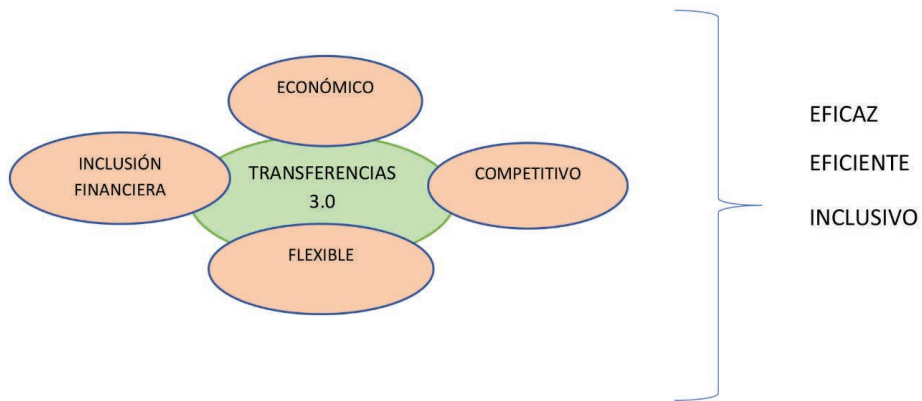 ECONÓMICO
INCLUSIÓN
FINANCIERA
TRANSFERENCIAS
3.0
COMPETITIVO
FLEXIBLE
EFICAZ
EFICIENTE
INCLUSIVO